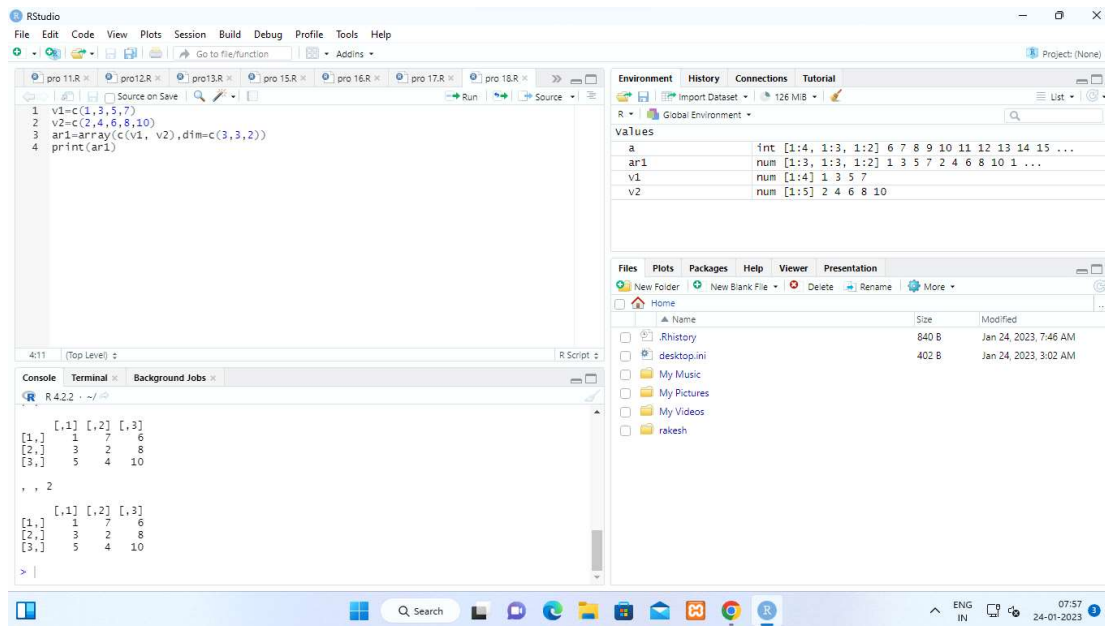 RStudio
File Edit Code View Plots Session Build Debug Profile Tools Help
Go to file/function Addins Project: (None)
pro 11.R pro12.R pro13.R pro 15.R pro 16.R pro 17.R pro 18.R
Source on Save Run Source
1 v1=c(1,3,5,7)
2 v2=c(2,4,6,8,10)
3 ar1=array(c(v1, v2),dim=c(3,3,2))
4 print(ar1)
4:11 (Top Level) R Script
Console Terminal Background Jobs
R 4.2.2 · ~/
[,1] [,2] [,3]
[1,] 1 7 6
[2,] 3 2 8
[3,] 5 4 10
, , 2
[,1] [,2] [,3]
[1,] 1 7 6
[2,] 3 2 8
[3,] 5 4 10
>
Environment History Connections Tutorial
Import Dataset 126 MiB List
R Global Environment
Values
a int [1:4, 1:3, 1:2] 6 7 8 9 10 11 12 13 14 15 ...
ar1 num [1:3, 1:3, 1:2] 1 3 5 7 2 4 6 8 10 1 ...
v1 num [1:4] 1 3 5 7
v2 num [1:5] 2 4 6 8 10
Files Plots Packages Help Viewer Presentation
New Folder New Blank File Delete Rename More
Home
Name Size Modified
.Rhistory 840 B Jan 24, 2023, 7:46 AM
desktop.ini 402 B Jan 24, 2023, 3:02 AM
My Music
My Pictures
My Videos
rakesh
Search
ENG
IN
07:57
24-01-2023
3